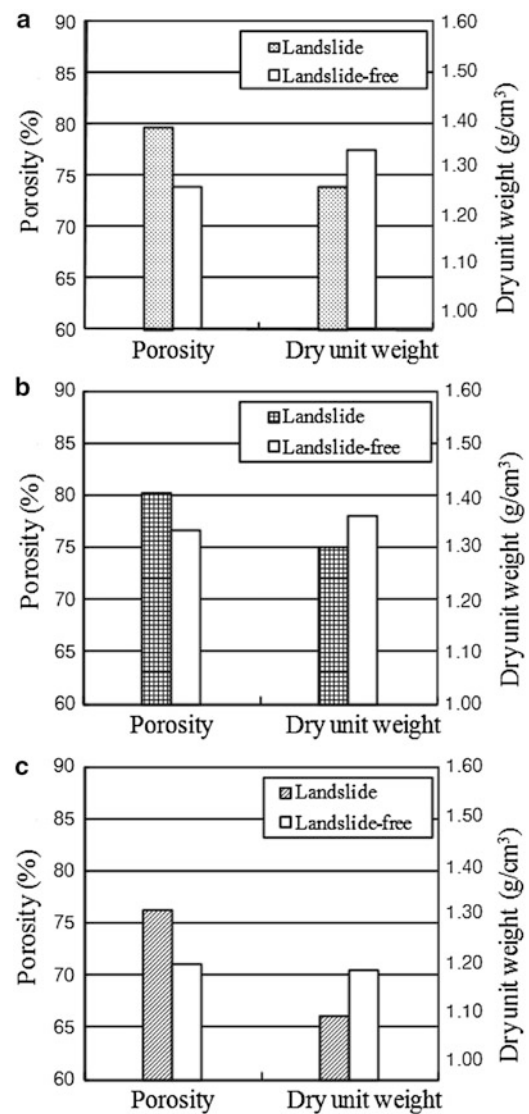 a
90
85
80
75
70
65
60
Porosity (%)
Landslide
Landslide-free
1.60
1.50
1.40
1.30
1.20
1.10
1.00
Dry unit weight (g/cm³)
Porosity
Dry unit weight
b
90
85
80
75
70
65
60
Porosity (%)
Landslide
Landslide-free
1.60
1.50
1.40
1.30
1.20
1.10
1.00
Dry unit weight (g/cm³)
Porosity
Dry unit weight
c
90
85
80
75
70
65
60
Porosity (%)
Landslide
Landslide-free
1.60
1.50
1.40
1.30
1.20
1.10
1.00
Dry unit weight (g/cm³)
Porosity
Dry unit weight